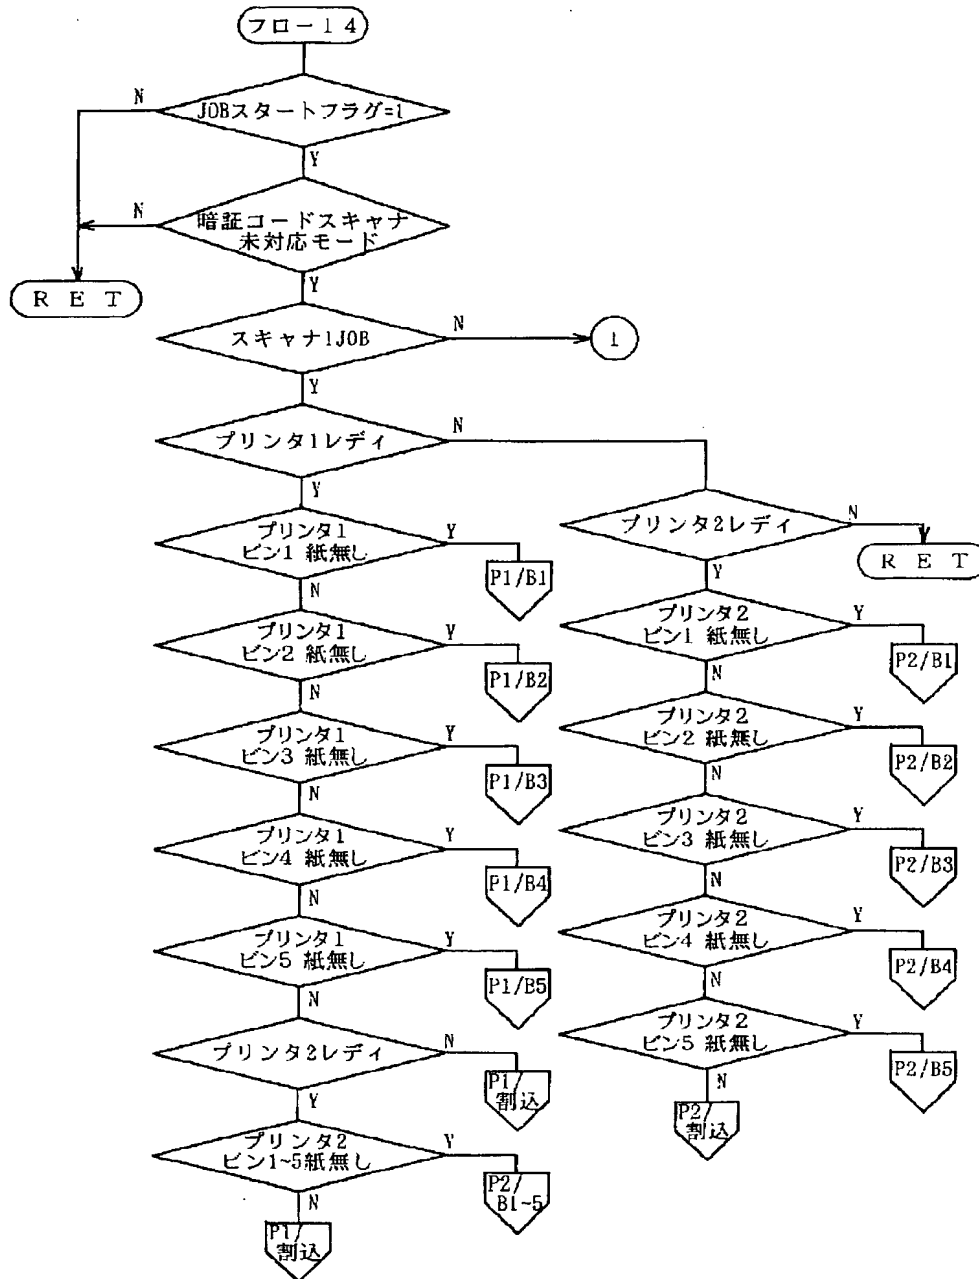 フロー14
N
JOBスタートフラグ=1
Y
N
暗証コードスキャナ
未対応モード
Y
RET
スキャナ1JOB
N
1
Y
プリンタ1レディ
N
Y
プリンタ1
ビン1 紙無し
Y
P1/B1
N
プリンタ1
ビン2 紙無し
Y
P1/B2
N
プリンタ1
ビン3 紙無し
Y
P1/B3
N
プリンタ1
ビン4 紙無し
Y
P1/B4
N
プリンタ1
ビン5 紙無し
Y
P1/B5
N
プリンタ2レディ
N
P1/
割込
Y
プリンタ2
ビン1~5紙無し
Y
P2/
B1~5
N
P1/
割込
プリンタ2レディ
N
RET
Y
プリンタ2
ビン1 紙無し
Y
P2/B1
N
プリンタ2
ビン2 紙無し
Y
P2/B2
N
プリンタ2
ビン3 紙無し
Y
P2/B3
N
プリンタ2
ビン4 紙無し
Y
P2/B4
N
プリンタ2
ビン5 紙無し
Y
P2/B5
N
P2/
割込